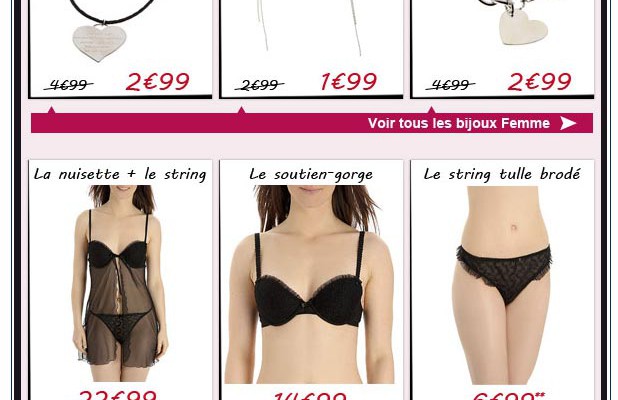 4€99 2€99 2€99 1€99 4€99 2€99
Voir tous les bijoux Femme
La nuisette + le string Le soutien-gorge Le string tulle brodé
22€99 14€99 6€99**